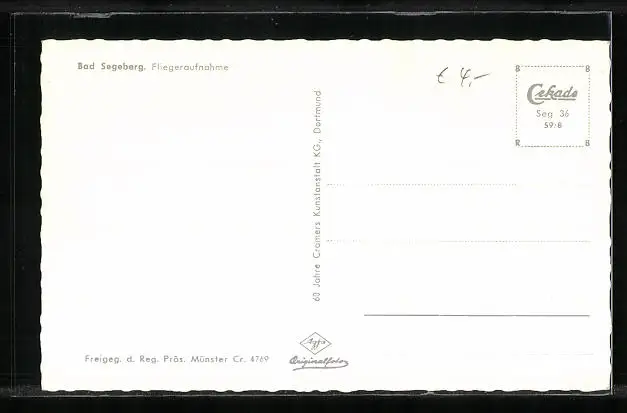 Bad Segeberg. Fliegeraufnahme
€ 4,-
B B
Cekade
Seg 36
59/8
R B
60 Jahre Cramers Kunstanstalt KG., Dortmund
Agfa
Originalfoto
Freigeg. d. Reg. Präs. Münster Cr. 4769